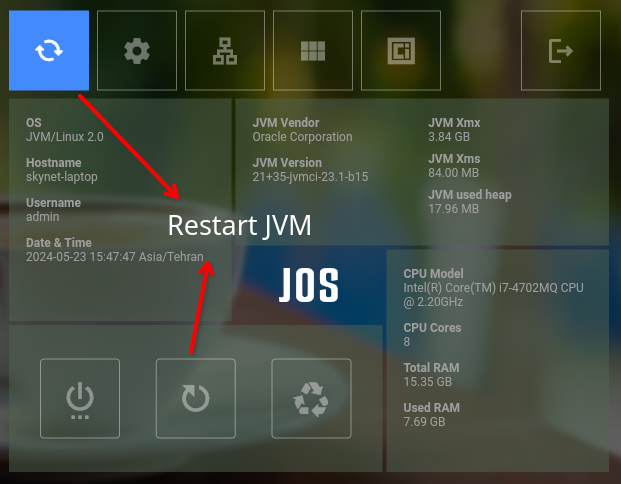 OS
JVM/Linux 2.0
Hostname
skynet-laptop
Username
admin
Date & Time
2024-05-23 15:47:47 Asia/Tehran
JVM Vendor
Oracle Corporation
JVM Version
21+35-jvmci-23.1-b15
JVM Xmx
3.84 GB
JVM Xms
84.00 MB
JVM used heap
17.96 MB
Restart JVM
JOS
CPU Model
Intel(R) Core(TM) i7-4702MQ CPU
@ 2.20GHz
CPU Cores
8
Total RAM
15.35 GB
Used RAM
7.69 GB